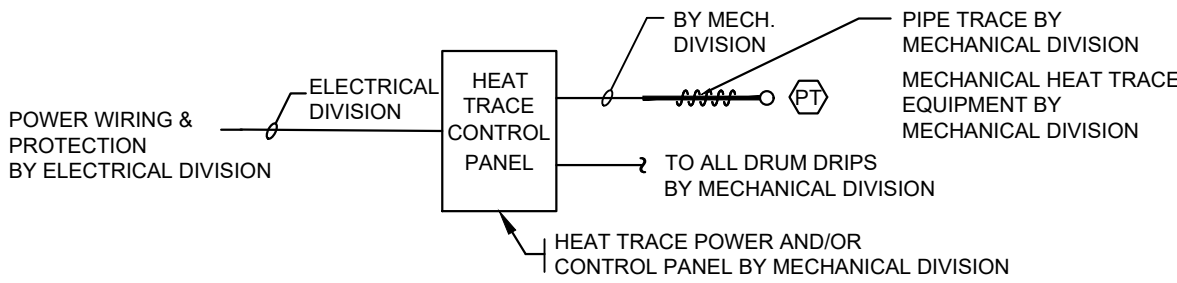 POWER WIRING &
PROTECTION
BY ELECTRICAL DIVISION
ELECTRICAL
DIVISION
HEAT
TRACE
CONTROL
PANEL
BY MECH.
DIVISION
PIPE TRACE BY
MECHANICAL DIVISION
PT
MECHANICAL HEAT TRACE
EQUIPMENT BY
MECHANICAL DIVISION
TO ALL DRUM DRIPS
BY MECHANICAL DIVISION
HEAT TRACE POWER AND/OR
CONTROL PANEL BY MECHANICAL DIVISION